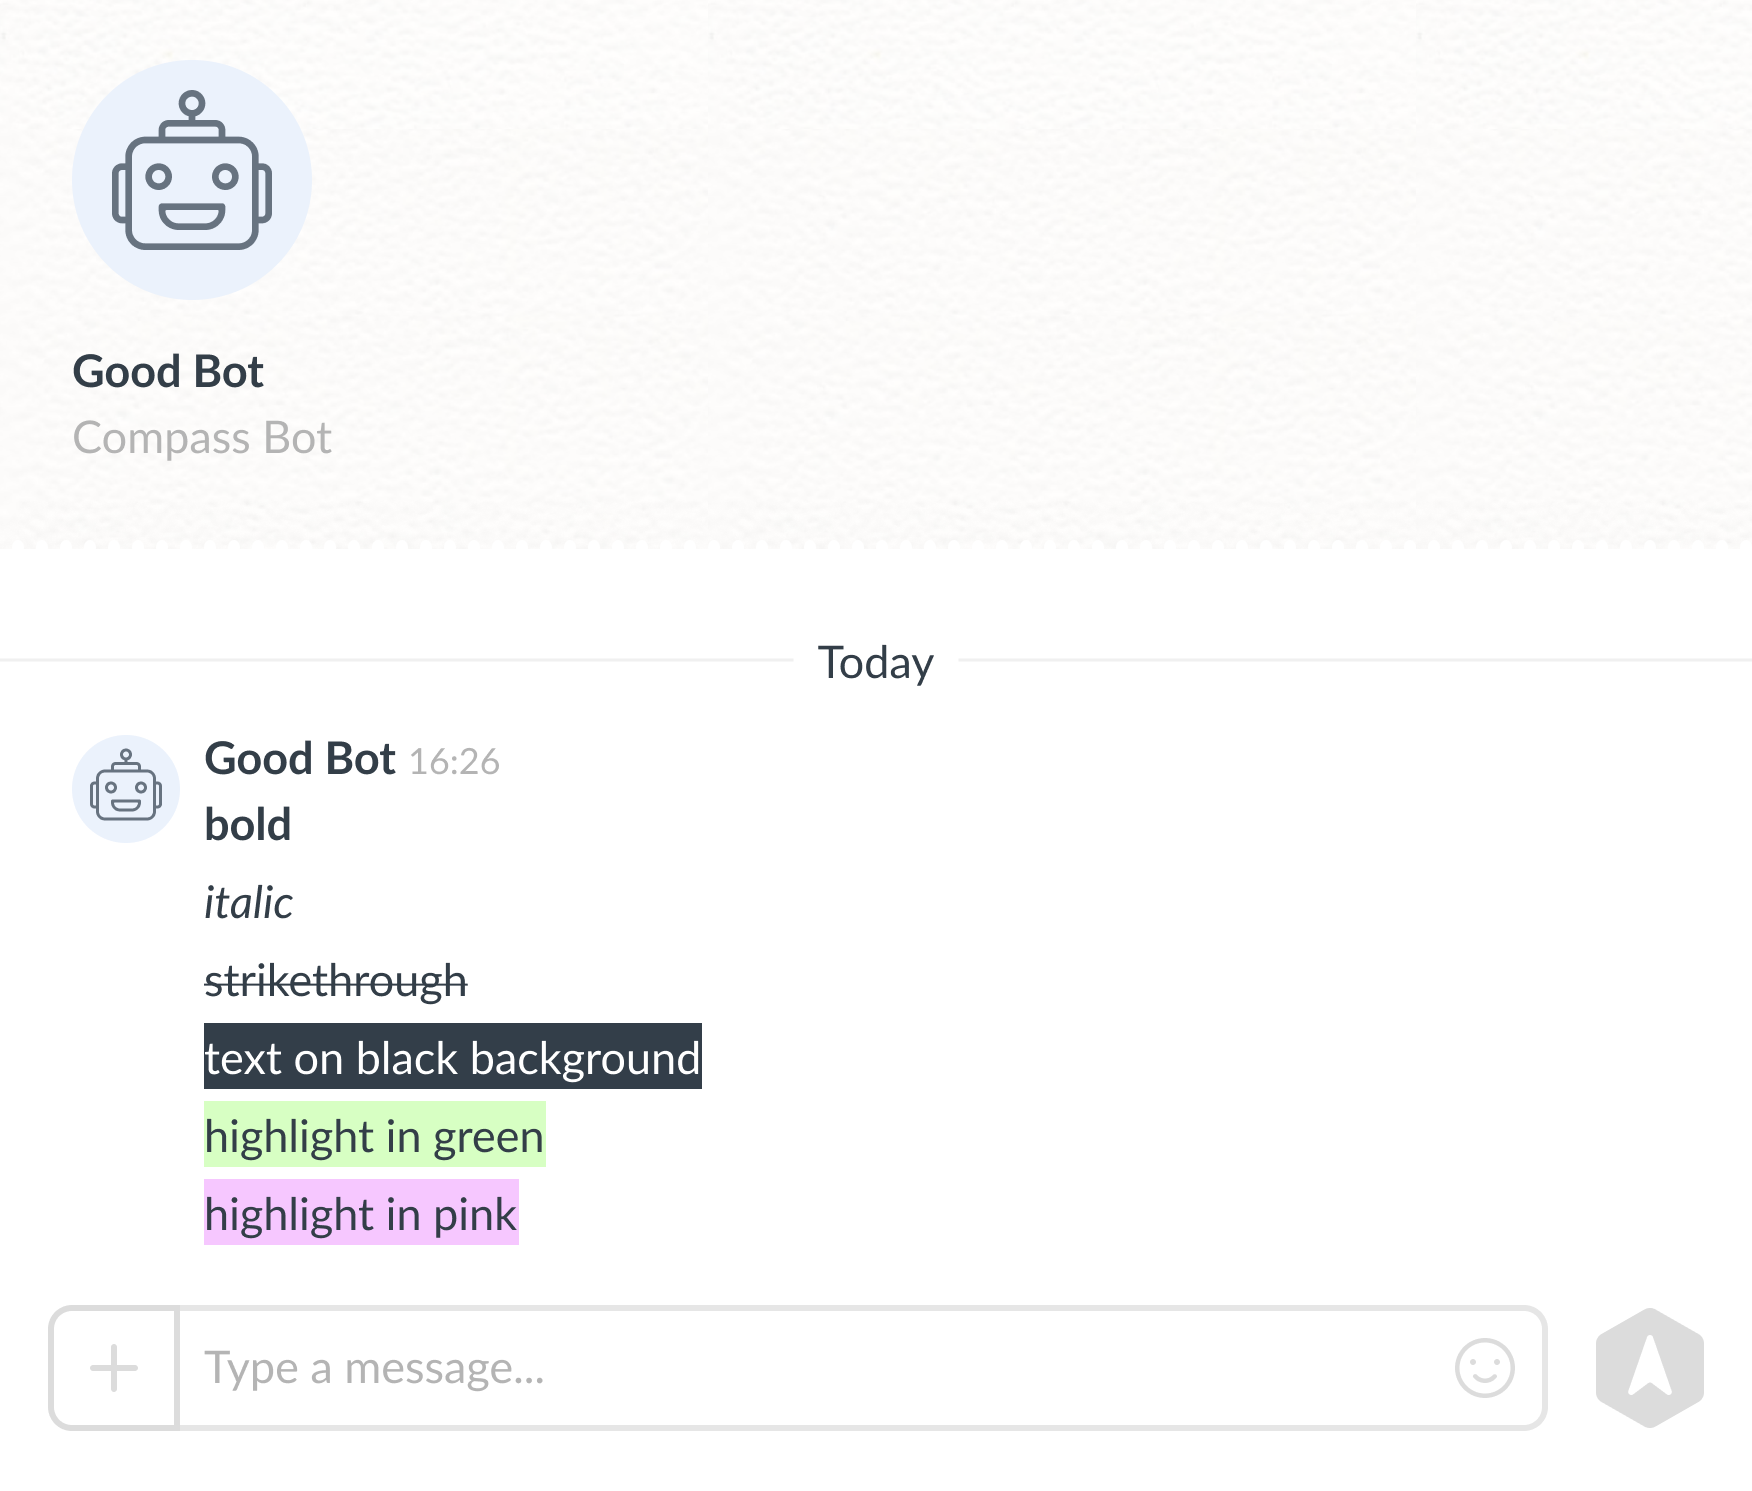 Good Bot
Compass Bot
Today
Good Bot 16:26
bold
italic
strikethrough
text on black background
highlight in green
highlight in pink
Type a message...